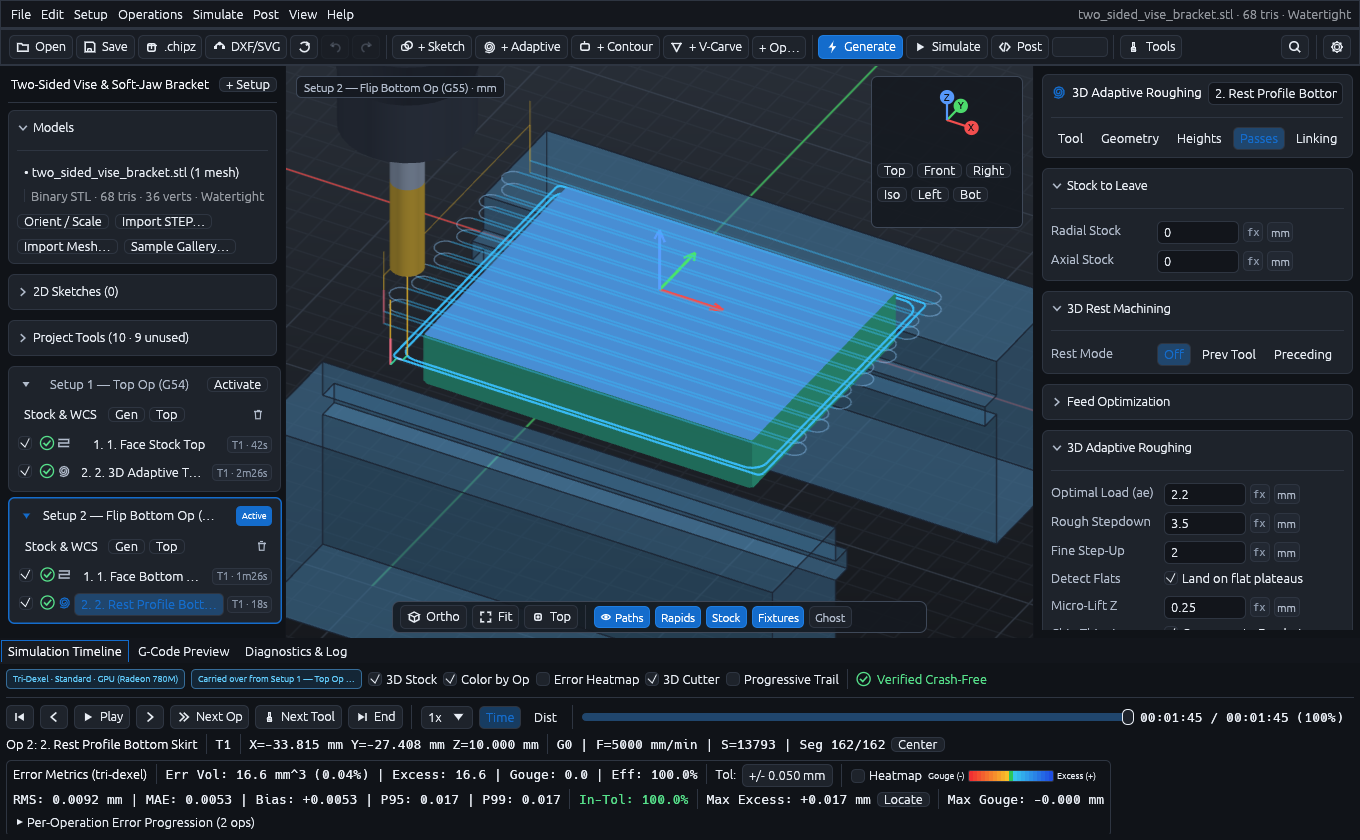 File Edit Setup Operations Simulate Post View Help two_sided_vise_bracket.stl · 68 tris · Watertight
Open Save .chipz DXF/SVG + Sketch + Adaptive + Contour + V-Carve + Op... Generate Simulate Post Tools
Two-Sided Vise & Soft-Jaw Bracket + Setup
Models
• two_sided_vise_bracket.stl (1 mesh)
Binary STL · 68 tris · 36 verts · Watertight
Orient / Scale Import STEP...
Import Mesh... Sample Gallery...
2D Sketches (0)
Project Tools (10 · 9 unused)
Setup 1 — Top Op (G54) Activate
Stock & WCS Gen Top
1. 1. Face Stock Top T1 · 42s
2. 2. 3D Adaptive T... T1 · 2m26s
Setup 2 — Flip Bottom Op (... Active
Stock & WCS Gen Top
1. 1. Face Bottom ... T1 · 1m26s
2. 2. Rest Profile Bott... T1 · 18s
Setup 2 — Flip Bottom Op (G55) · mm
Z
Y
X
Top Front Right
Iso Left Bot
Ortho Fit Top Paths Rapids Stock Fixtures Ghost
3D Adaptive Roughing 2. Rest Profile Bottor
Tool Geometry Heights Passes Linking
Stock to Leave
Radial Stock 0 fx mm
Axial Stock 0 fx mm
3D Rest Machining
Rest Mode Off Prev Tool Preceding
Feed Optimization
3D Adaptive Roughing
Optimal Load (ae) 2.2 fx mm
Rough Stepdown 3.5 fx mm
Fine Step-Up 2 fx mm
Detect Flats Land on flat plateaus
Micro-Lift Z 0.25 fx mm
Simulation Timeline G-Code Preview Diagnostics & Log
Tri-Dexel · Standard · GPU (Radeon 780M) Carried over from Setup 1 — Top Op ... 3D Stock Color by Op Error Heatmap 3D Cutter Progressive Trail Verified Crash-Free
Play Next Op Next Tool End 1x Time Dist 00:01:45 / 00:01:45 (100%)
Op 2: 2. Rest Profile Bottom Skirt T1 X=-33.815 mm Y=-27.408 mm Z=10.000 mm G0 | F=5000 mm/min | S=13793 | Seg 162/162 Center
Error Metrics (tri-dexel) Err Vol: 16.6 mm^3 (0.04%) | Excess: 16.6 | Gouge: 0.0 | Eff: 100.0% Tol: +/- 0.050 mm Heatmap Gouge (-) Excess (+)
RMS: 0.0092 mm | MAE: 0.0053 | Bias: +0.0053 | P95: 0.017 | P99: 0.017 In-Tol: 100.0% Max Excess: +0.017 mm Locate Max Gouge: -0.000 mm
Per-Operation Error Progression (2 ops)